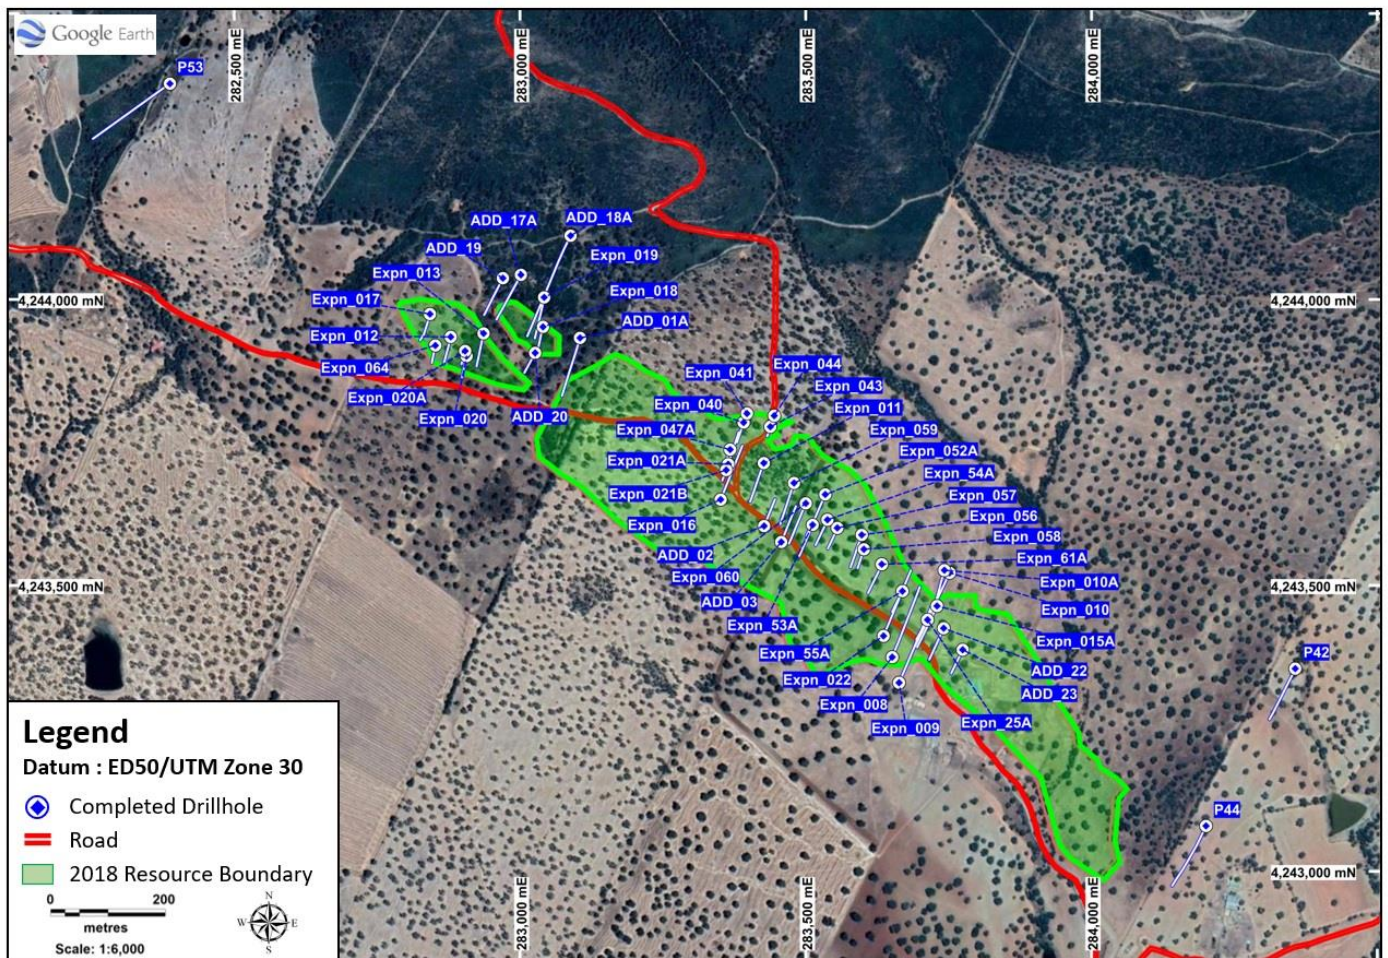 Google Earth
282,500 mE
283,000 mE
283,500 mE
284,000 mE
P53
ADD_17A
ADD_18A
ADD_19
Expn_019
Expn_013
Expn_018
Expn_017
4,244,000 mN
4,244,000 mN
ADD_01A
Expn_012
Expn_064
Expn_020A
Expn_020
ADD_20
Expn_041
Expn_044
Expn_043
Expn_040
Expn_011
Expn_047A
Expn_059
Expn_021A
Expn_052A
Expn_54A
Expn_021B
Expn_057
Expn_016
Expn_056
Expn_058
ADD_02
Expn_61A
Expn_060
Expn_010A
4,243,500 mN
4,243,500 mN
ADD_03
Expn_010
Expn_53A
Expn_015A
Expn_55A
P42
ADD_22
Expn_022
ADD_23
Expn_008
Expn_009
Expn_25A
P44
4,243,000 mN
283,000 mE
283,500 mE
284,000 mE
Legend
Datum : ED50/UTM Zone 30
Completed Drillhole
Road
2018 Resource Boundary
0 200
metres
Scale: 1:6,000
N
W E
S